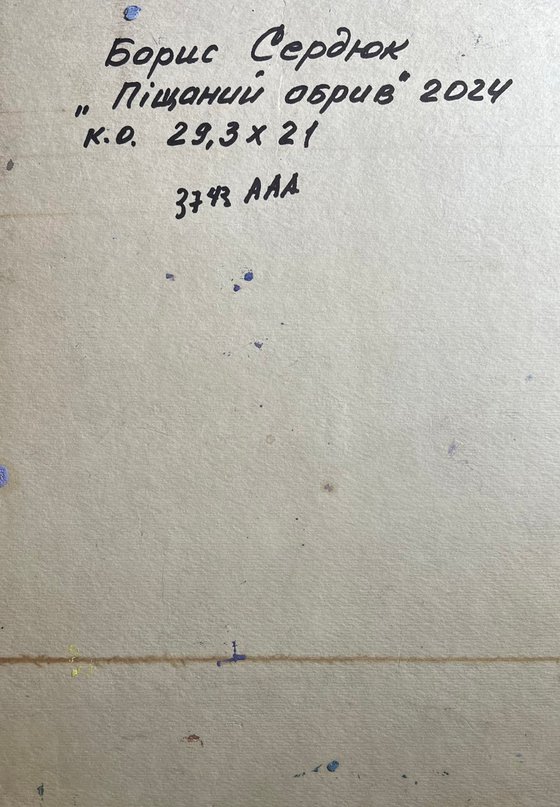 Борис Сердюк
„Піщаний обрив" 2024
к.о. 29,3 х 21
3743 ААА